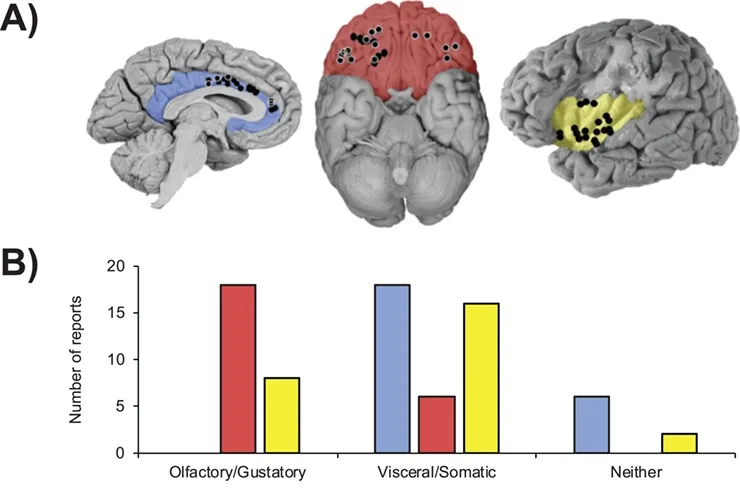 A)
B)
Number of reports
20
15
10
5
0
Olfactory/Gustatory
Visceral/Somatic
Neither